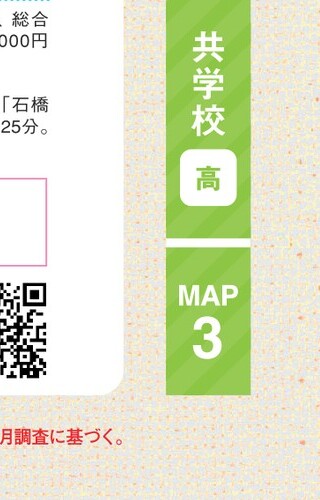 、総合
000円
「石橋
25分。
共学校
高
MAP
3
月調査に基づく。